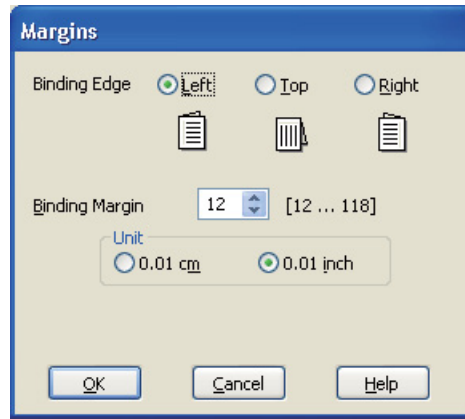 Margins
Binding Edge Left Top Right
Binding Margin 12 [12 ... 118]
Unit
0.01 cm 0.01 inch
OK Cancel Help